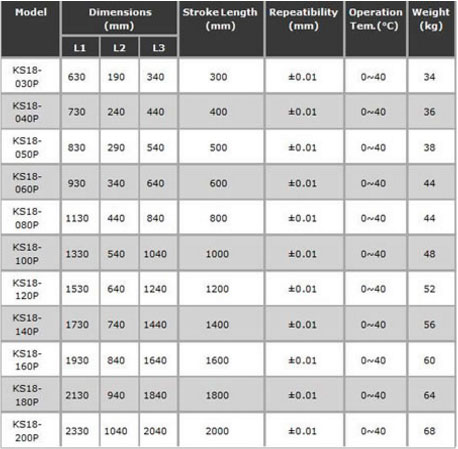 Model Dimensions (mm) Stroke Length (mm) Repeatibility (mm) Operation Tem.(°C) Weight (kg)
L1 L2 L3
KS18-030P 630 190 340 300 ±0.01 0~40 34
KS18-040P 730 240 440 400 ±0.01 0~40 36
KS18-050P 830 290 540 500 ±0.01 0~40 38
KS18-060P 930 340 640 600 ±0.01 0~40 44
KS18-080P 1130 440 840 800 ±0.01 0~40 44
KS18-100P 1330 540 1040 1000 ±0.01 0~40 48
KS18-120P 1530 640 1240 1200 ±0.01 0~40 52
KS18-140P 1730 740 1440 1400 ±0.01 0~40 56
KS18-160P 1930 840 1640 1600 ±0.01 0~40 60
KS18-180P 2130 940 1840 1800 ±0.01 0~40 64
KS18-200P 2330 1040 2040 2000 ±0.01 0~40 68